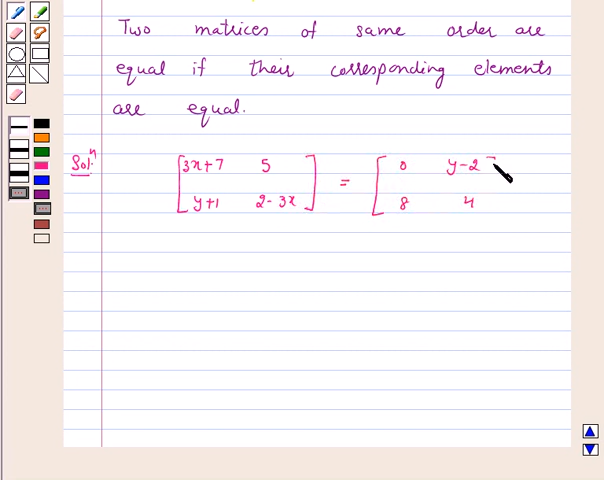 Two matrices of same order are
equal if their corresponding elements
are equal.
Solⁿ [3x+7 5] = [0 y-2]
[y+1 2-3x] [8 4